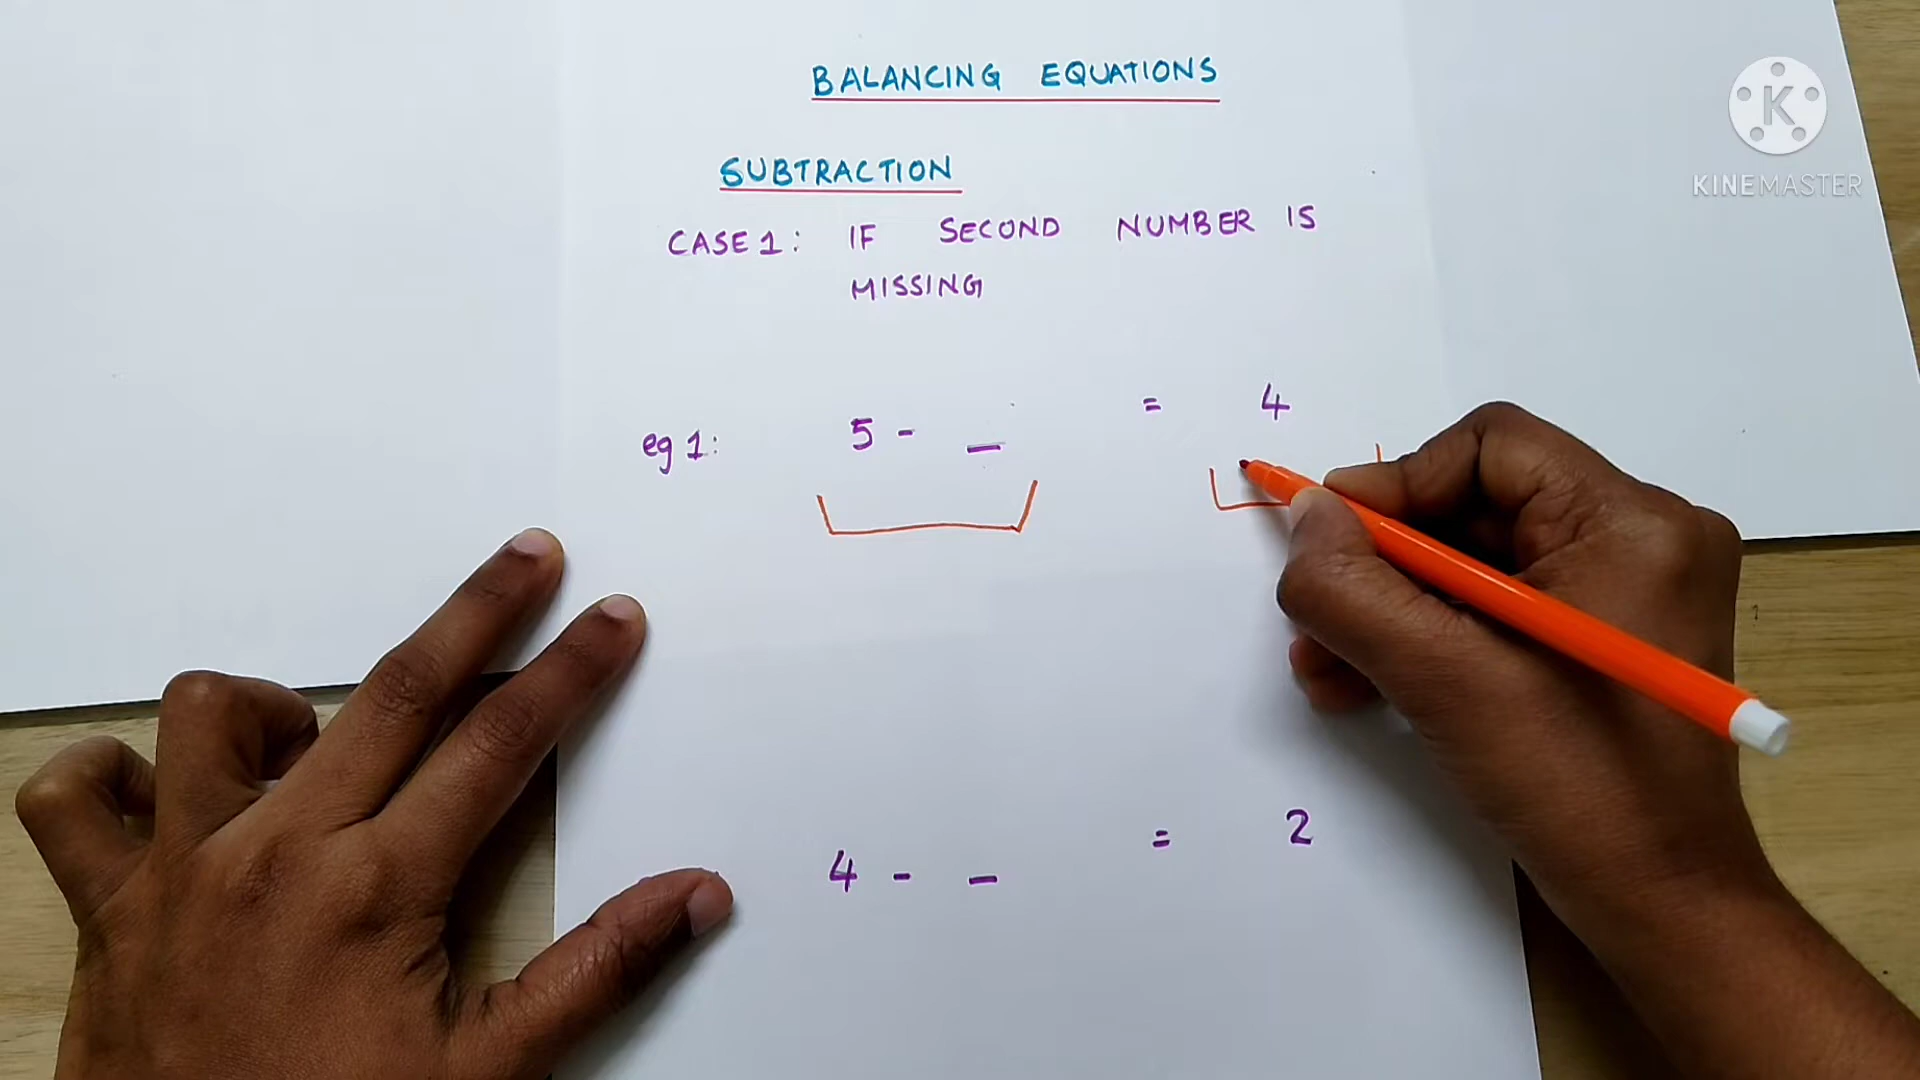 BALANCING EQUATIONS
K
KINEMASTER
SUBTRACTION
CASE 1: IF SECOND NUMBER IS
MISSING
eg 1: 5 - _ = 4
4 - _ = 2